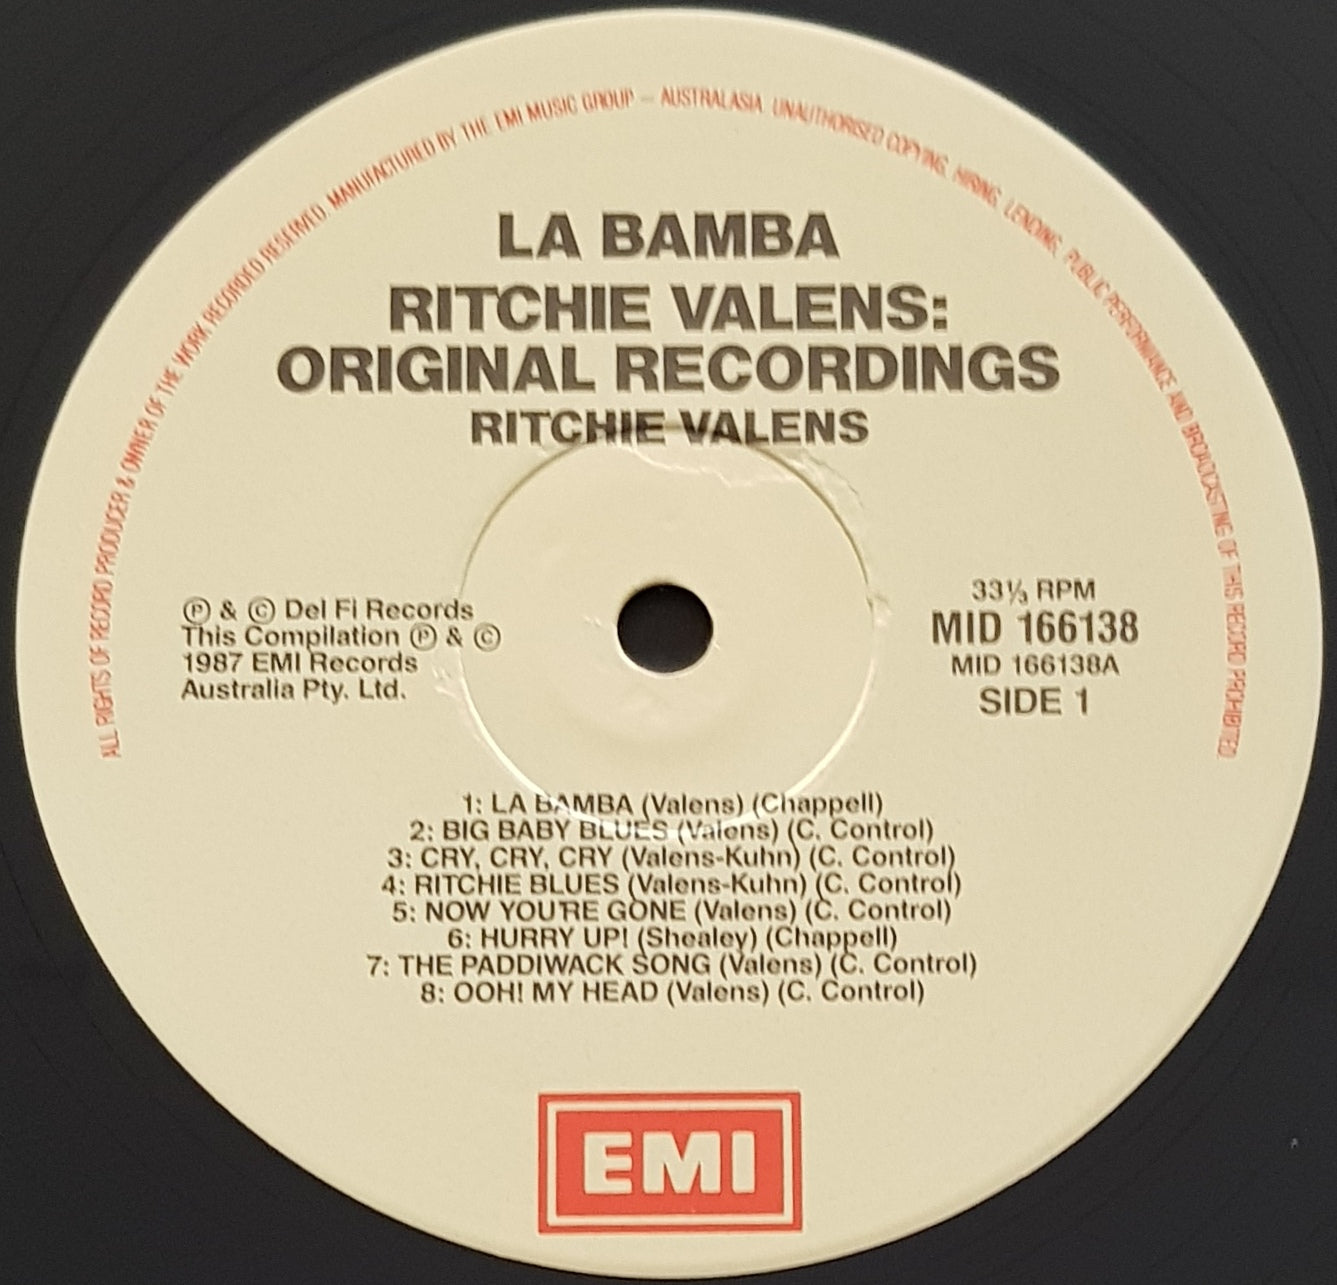 ALL RIGHTS OF RECORD PRODUCER & OWNER OF THE WORK RECORDED RESERVED. MANUFACTURED BY THE EMI MUSIC GROUP – AUSTRALASIA UNAUTHORISED COPYING, HIRING, LENDING, PUBLIC PERFORMANCE AND BROADCASTING OF THIS RECORD PROHIBITED.
LA BAMBA
RITCHIE VALENS:
ORIGINAL RECORDINGS
RITCHIE VALENS
Ⓟ & © Del Fi Records
This Compilation Ⓟ & ©
1987 EMI Records
Australia Pty. Ltd.
33⅓ RPM
MID 166138
MID 166138A
SIDE 1
1: LA BAMBA (Valens) (Chappell)
2: BIG BABY BLUES (Valens) (C. Control)
3: CRY, CRY, CRY (Valens-Kuhn) (C. Control)
4: RITCHIE BLUES (Valens-Kuhn) (C. Control)
5: NOW YOU'RE GONE (Valens) (C. Control)
6: HURRY UP! (Shealey) (Chappell)
7: THE PADDIWACK SONG (Valens) (C. Control)
8: OOH! MY HEAD (Valens) (C. Control)
EMI